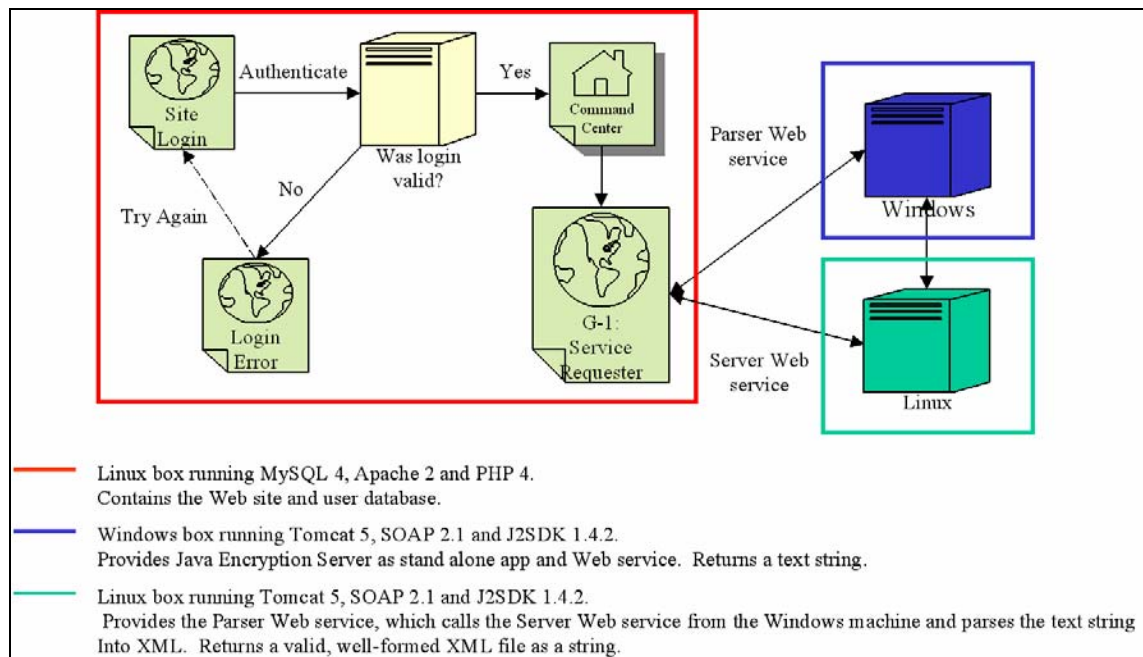 Site
Login
Authenticate
Was login
valid?
Yes
Command
Center
No
Try Again
Login
Error
G-1:
Service
Requester
Parser Web
service
Windows
Server Web
service
Linux
Linux box running MySQL 4, Apache 2 and PHP 4.
Contains the Web site and user database.
Windows box running Tomcat 5, SOAP 2.1 and J2SDK 1.4.2.
Provides Java Encryption Server as stand alone app and Web service. Returns a text string.
Linux box running Tomcat 5, SOAP 2.1 and J2SDK 1.4.2.
Provides the Parser Web service, which calls the Server Web service from the Windows machine and parses the text string
Into XML. Returns a valid, well-formed XML file as a string.